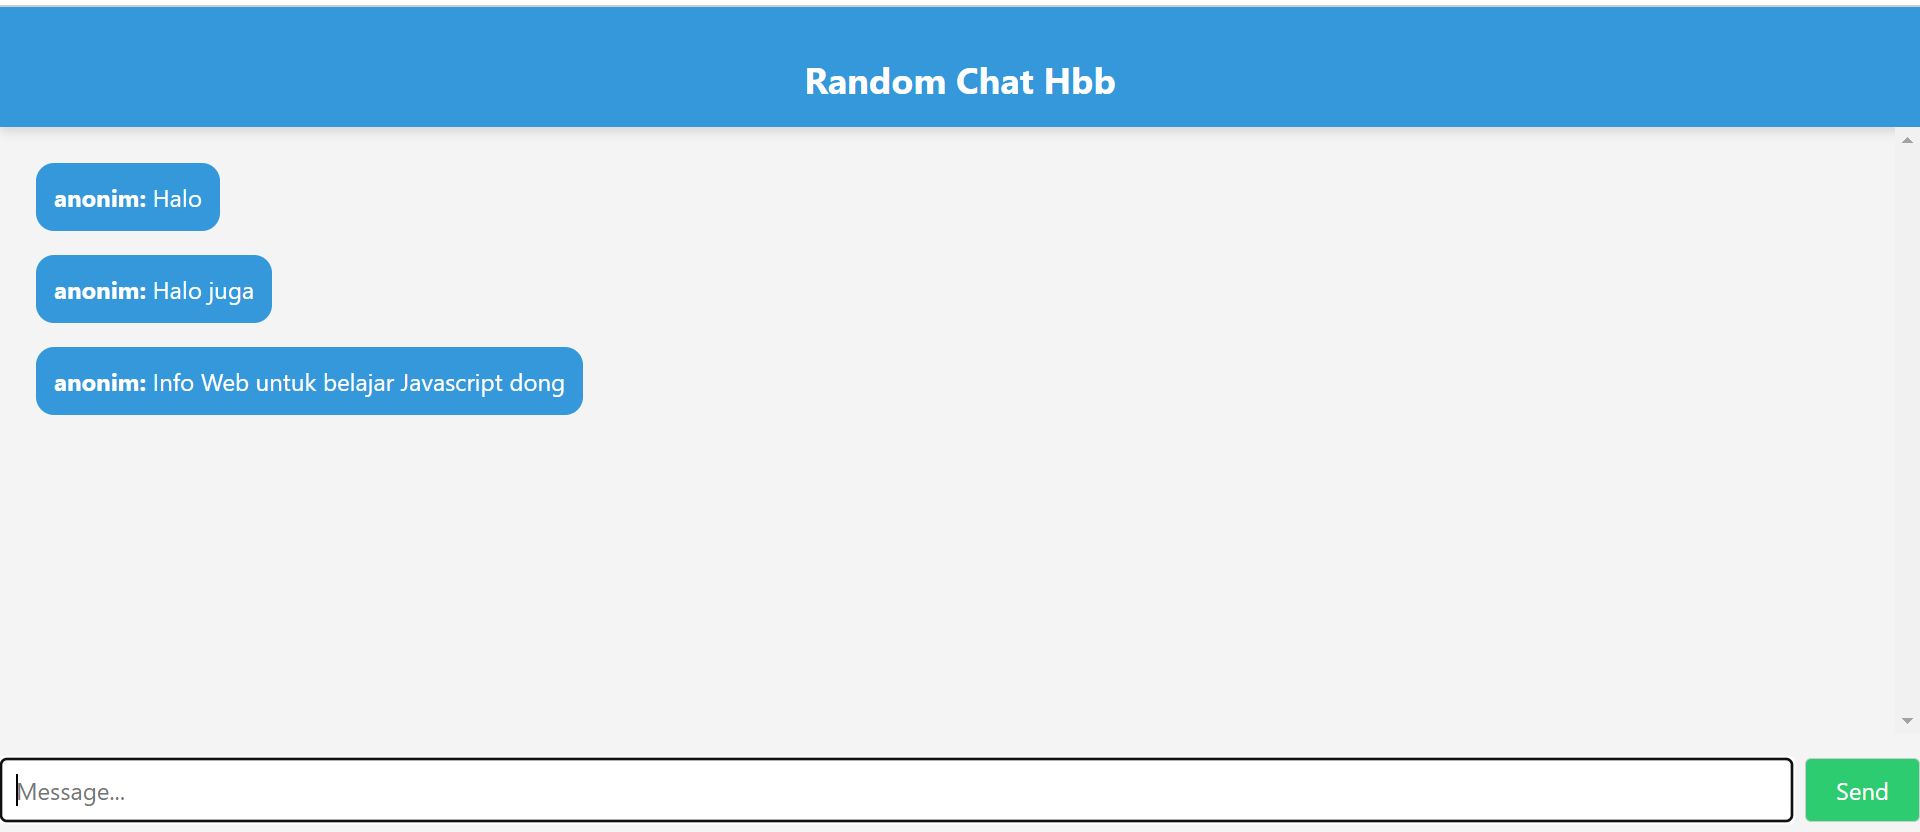 Random Chat Hbb
anonim: Halo
anonim: Halo juga
anonim: Info Web untuk belajar Javascript dong
Message...
Send